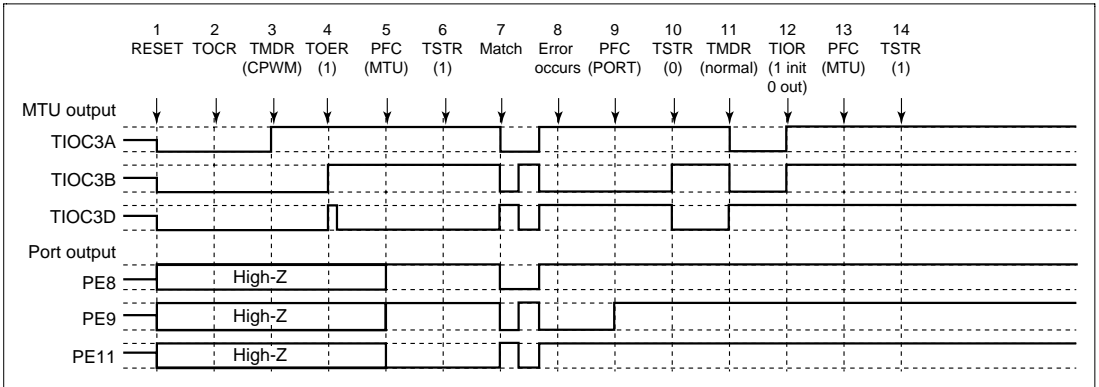 1 2 3 4 5 6 7 8 9 10 11 12 13 14
RESET TOCR TMDR TOER PFC TSTR Match Error PFC TSTR TMDR TIOR PFC TSTR
(CPWM) (1) (MTU) (1) occurs (PORT) (0) (normal) (1 init (MTU) (1)
0 out)
MTU output
TIOC3A
TIOC3B
TIOC3D
Port output
PE8 High-Z
PE9 High-Z
PE11 High-Z